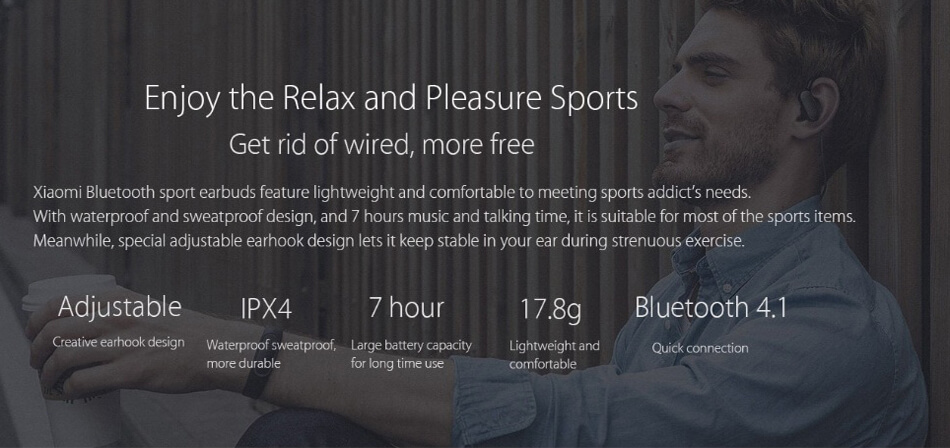 Enjoy the Relax and Pleasure Sports
Get rid of wired, more free
Xiaomi Bluetooth sport earbuds feature lightweight and comfortable to meeting sports addict's needs.
With waterproof and sweatproof design, and 7 hours music and talking time, it is suitable for most of the sports items.
Meanwhile, special adjustable earhook design lets it keep stable in your ear during strenuous exercise.
Adjustable
Creative earhook design
IPX4
Waterproof sweatproof,
more durable
7 hour
Large battery capacity
for long time use
17.8g
Lightweight and
comfortable
Bluetooth 4.1
Quick connection